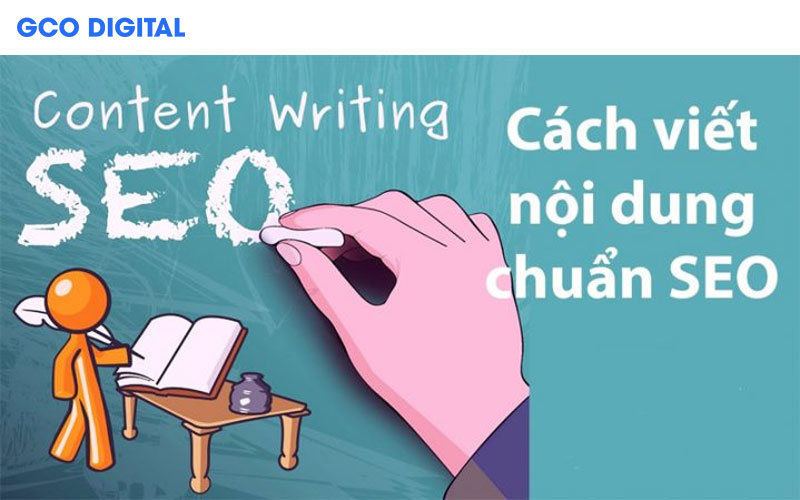 GCO DIGITAL
Content Writing
SEO
Cách viết
nội dung
chuẩn SEO